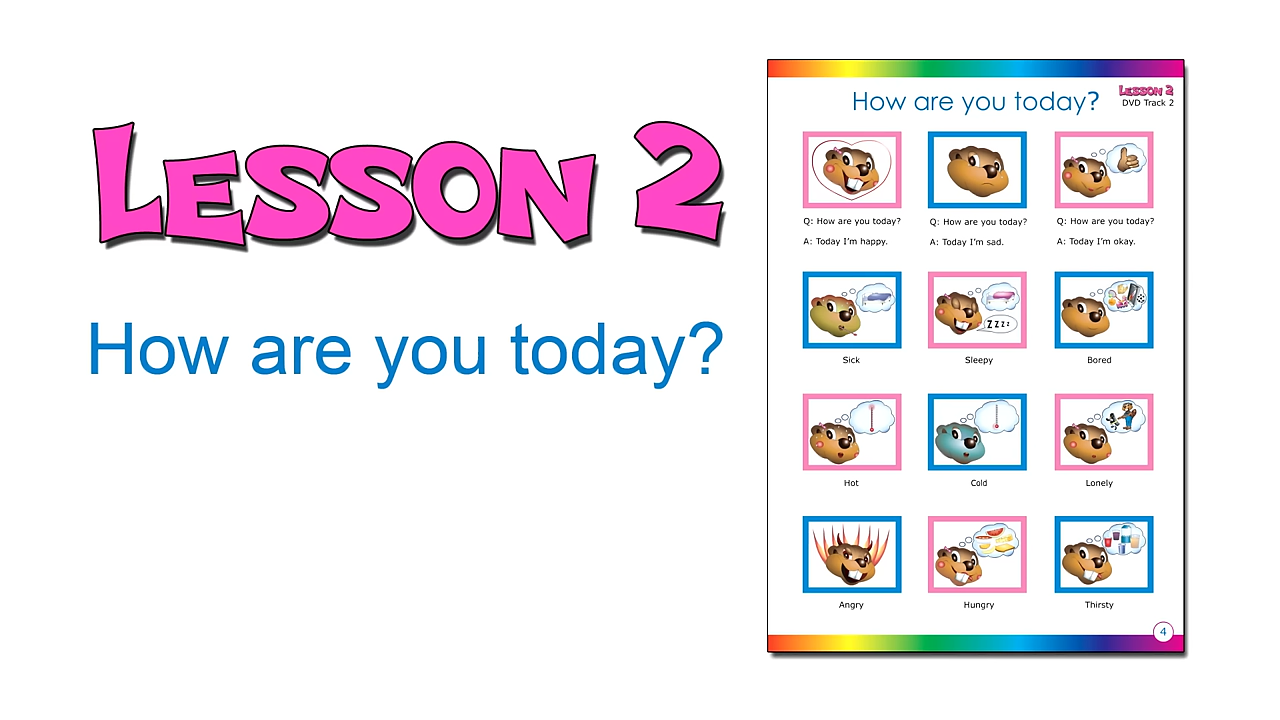 LESSON 2
How are you today?
How are you today?
LESSON 2
DVD Track 2
Q: How are you today?
A: Today I'm happy.
Q: How are you today?
A: Today I'm sad.
Q: How are you today?
A: Today I'm okay.
Sick
Zzzz
Sleepy
Bored
Hot
Cold
Lonely
Angry
Hungry
Thirsty
4